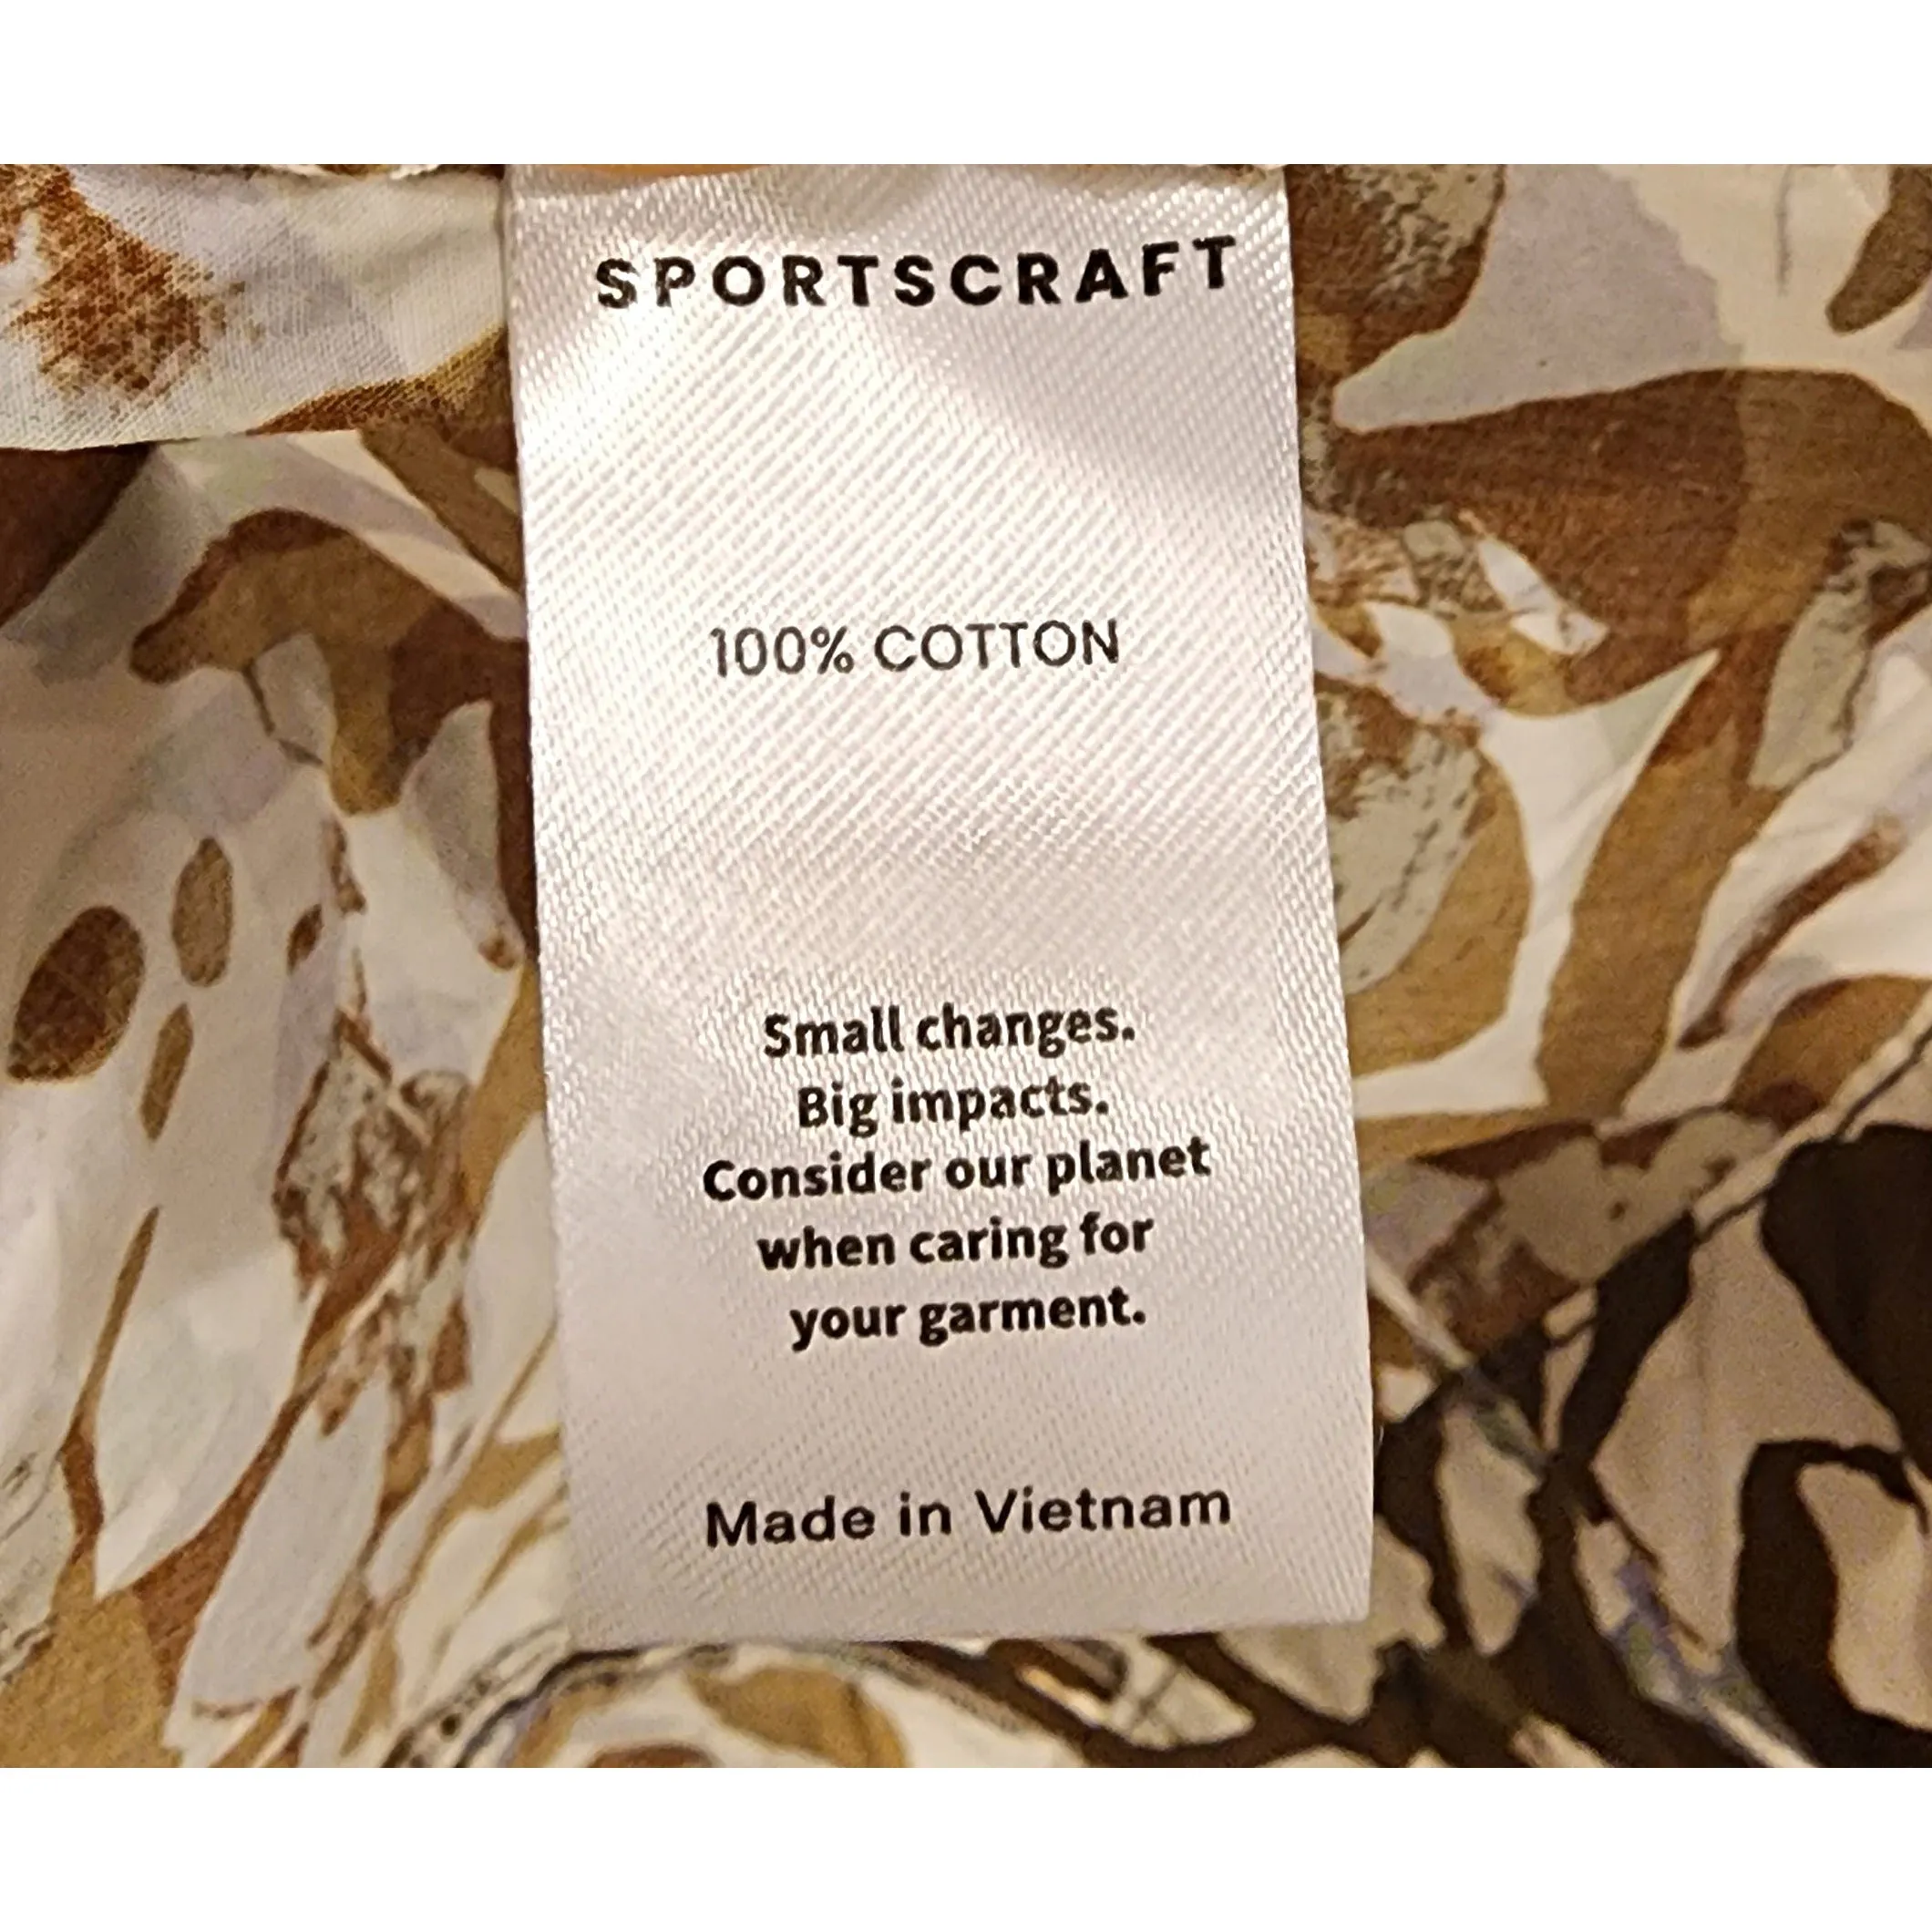 SPORTSCRAFT
100% COTTON
Small changes.
Big impacts.
Consider our planet
when caring for
your garment.
Made in Vietnam